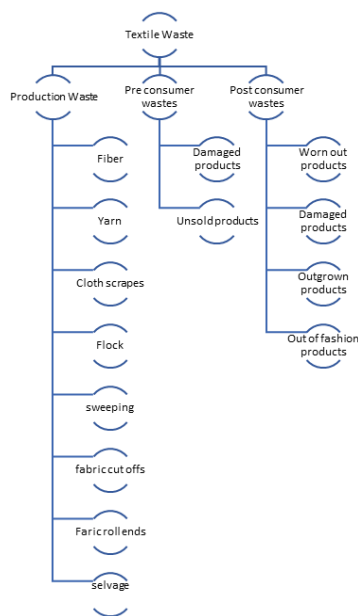 Textile Waste
Production Waste
Pre consumer
wastes
Post consumer
wastes
Fiber
Yarn
Cloth scrapes
Flock
sweeping
fabric cut offs
Faric roll ends
selvage
Damaged
products
Unsold products
Worn out
products
Damaged
products
Outgrown
products
Out of fashion
products